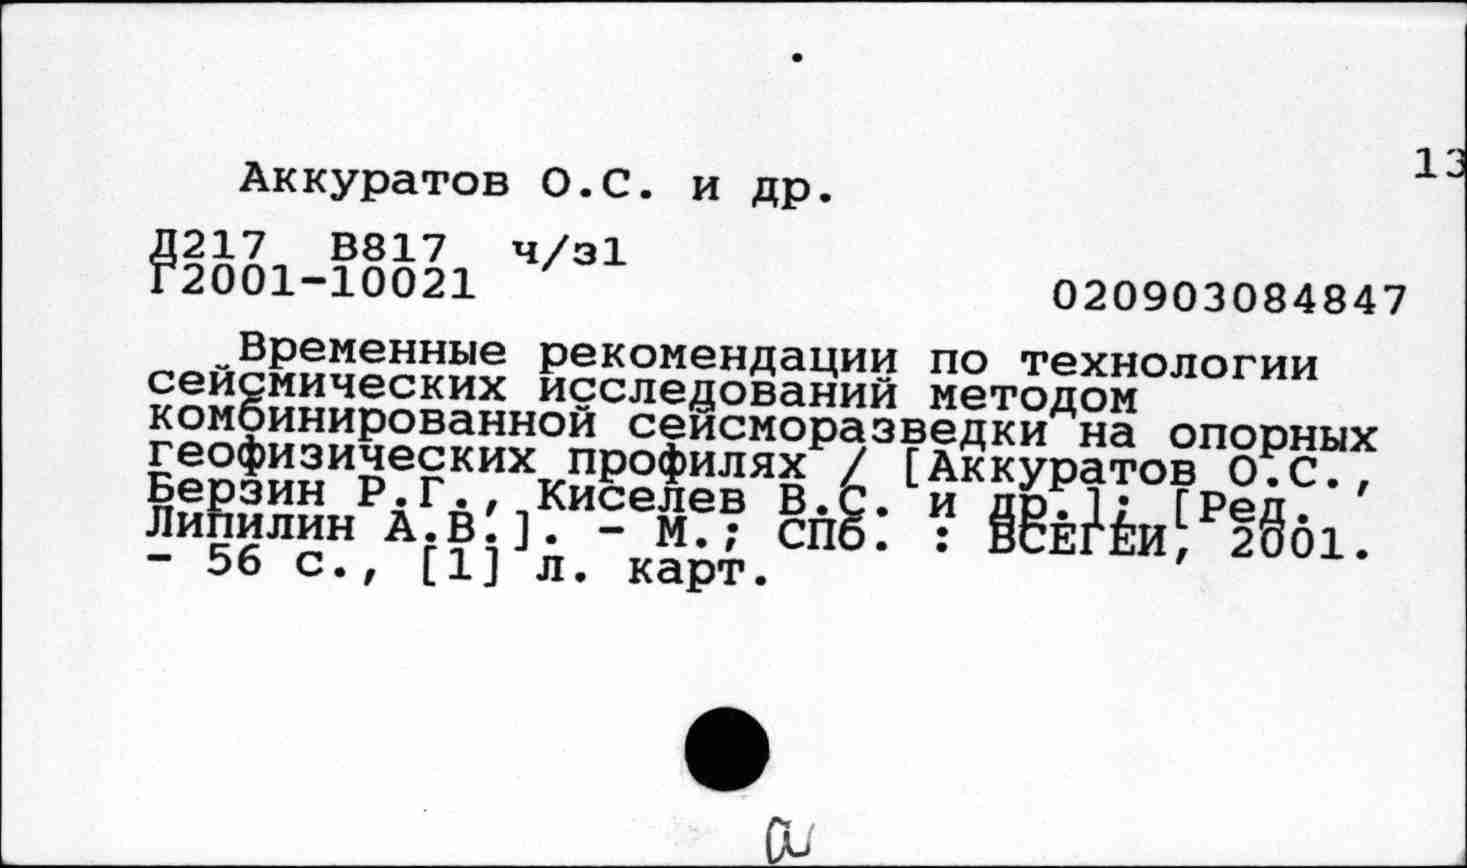 13
Аккуратов О.С. и др.
Д217 В817 ч/з1
Г2001-10021
020903084847
Временные рекомендации по технологии
сейсмических исследований методом
комбинированной сейсморазведки на опорных
геофизических профилях / [Аккуратов О.С.,
Берзин Р.Г., Киселев В.С. и др.]; [Ред.
Липилин А.В.]. - М.; СПб. : ВСЕГЕИ, 2001.
- 56 с., [1] л. карт.